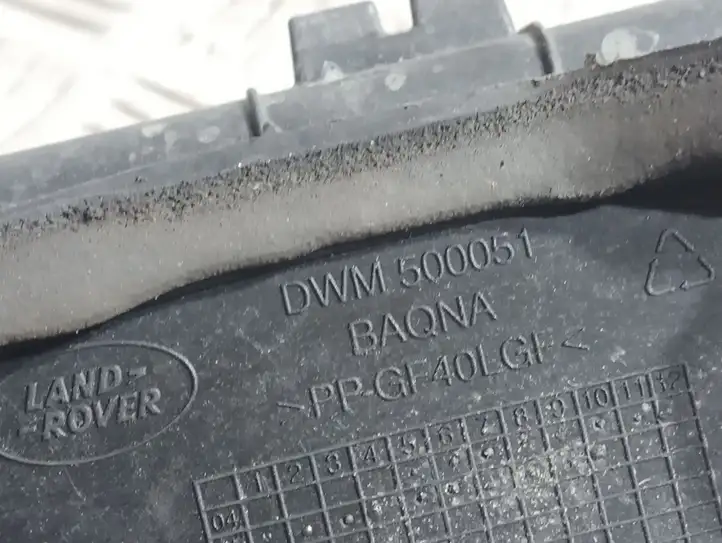 DWM 500051
BAQNA
>PP-GF40LGF<
LAND-
-ROVER
1 2 3 4 5 6 7 8 9 10 11 12
04